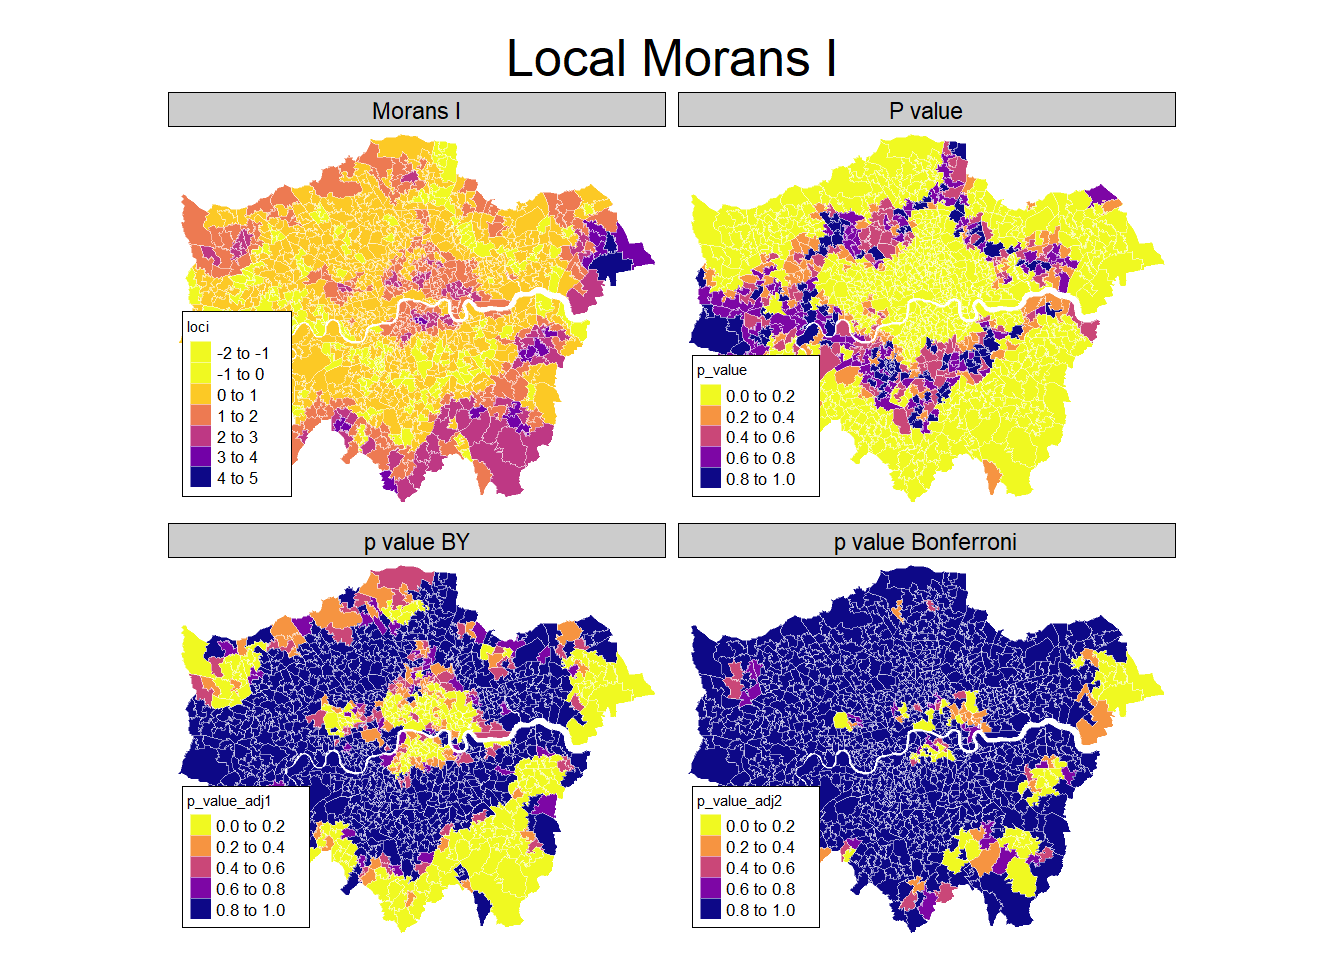 Local Morans I
Morans I
P value
loci
-2 to -1
-1 to 0
0 to 1
1 to 2
2 to 3
3 to 4
4 to 5
p_value
0.0 to 0.2
0.2 to 0.4
0.4 to 0.6
0.6 to 0.8
0.8 to 1.0
p value BY
p value Bonferroni
p_value_adj1
0.0 to 0.2
0.2 to 0.4
0.4 to 0.6
0.6 to 0.8
0.8 to 1.0
p_value_adj2
0.0 to 0.2
0.2 to 0.4
0.4 to 0.6
0.6 to 0.8
0.8 to 1.0